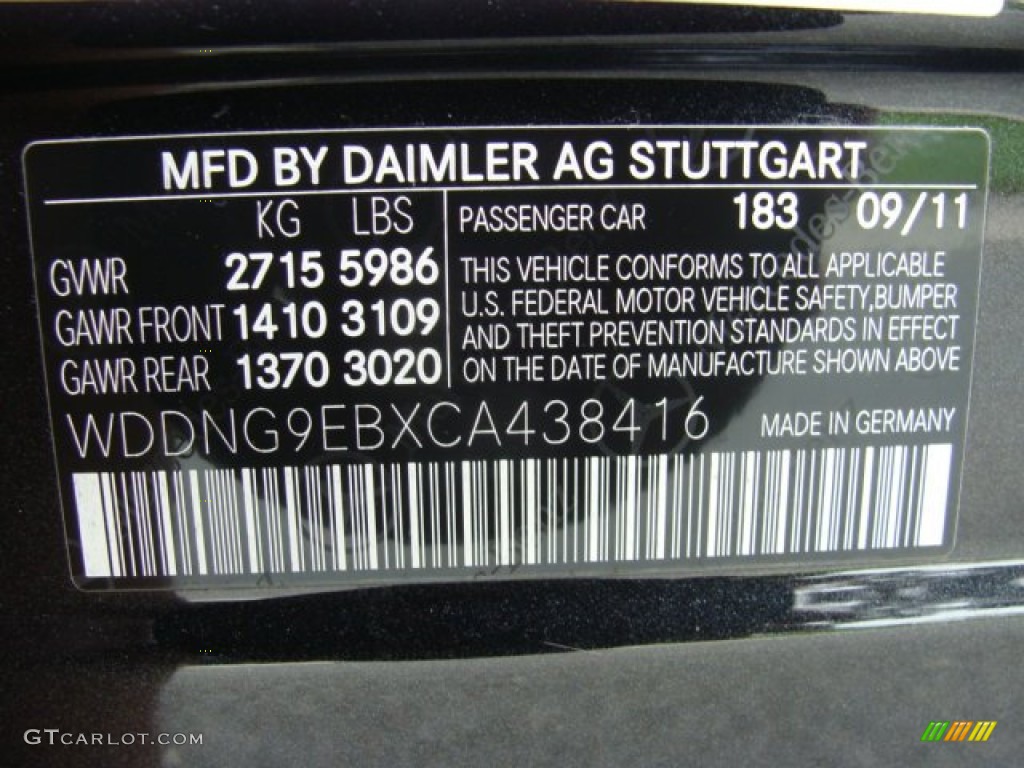 MFD BY DAIMLER AG STUTTGART
KG LBS
GVWR 2715 5986
GAWR FRONT 1410 3109
GAWR REAR 1370 3020
PASSENGER CAR 183 09/11
THIS VEHICLE CONFORMS TO ALL APPLICABLE
U.S. FEDERAL MOTOR VEHICLE SAFETY,BUMPER
AND THEFT PREVENTION STANDARDS IN EFFECT
ON THE DATE OF MANUFACTURE SHOWN ABOVE
WDDNG9EBXCA438416 MADE IN GERMANY
GTCARLOT.COM